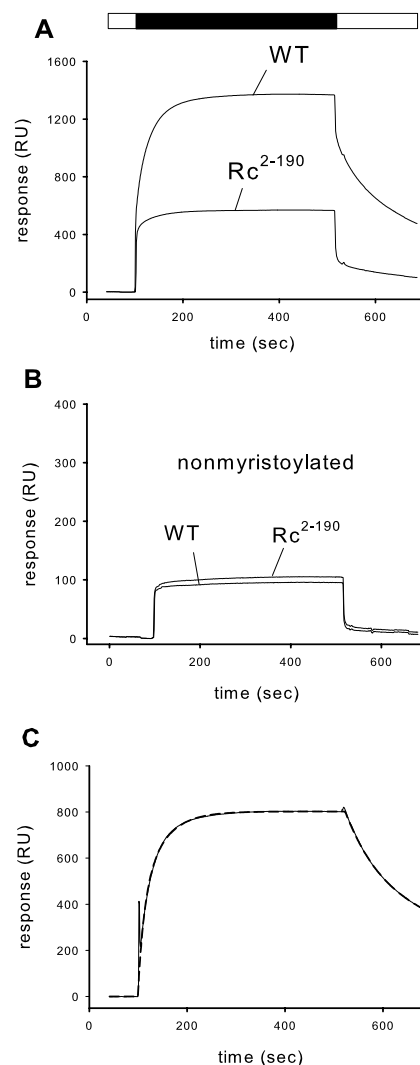 A
WT
Rc2-190
1600
1200
800
400
0
response (RU)
0 200 400 600
time (sec)
B
nonmyristoylated
WT
Rc2-190
400
300
200
100
0
response (RU)
0 200 400 600
time (sec)
C
1000
800
600
400
200
0
response (RU)
0 200 400 600
time (sec)